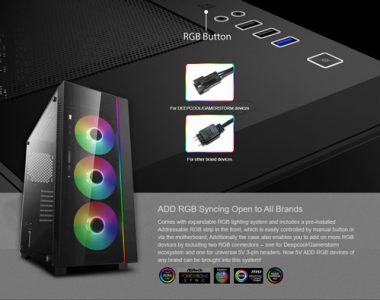 RGB Button
For DEEPCOOL/GAMERSTORM devices
For other board devices
ADD RGB Syncing Open to All Brands
Comes with expandable RGB lighting system and includes a pre-installed
Addressable RGB strip in the front, which is easily controlled by manual button or
via the motherboard; Additionally the case also enables you to add on more RGB
devices by including two RGB connectors – one for Deepcool/Gamerstorm
ecosystem and one for universal 5V 3-pin headers. Now 5V ADD RGB devices of
any brand can be brought into this system!
ASRock